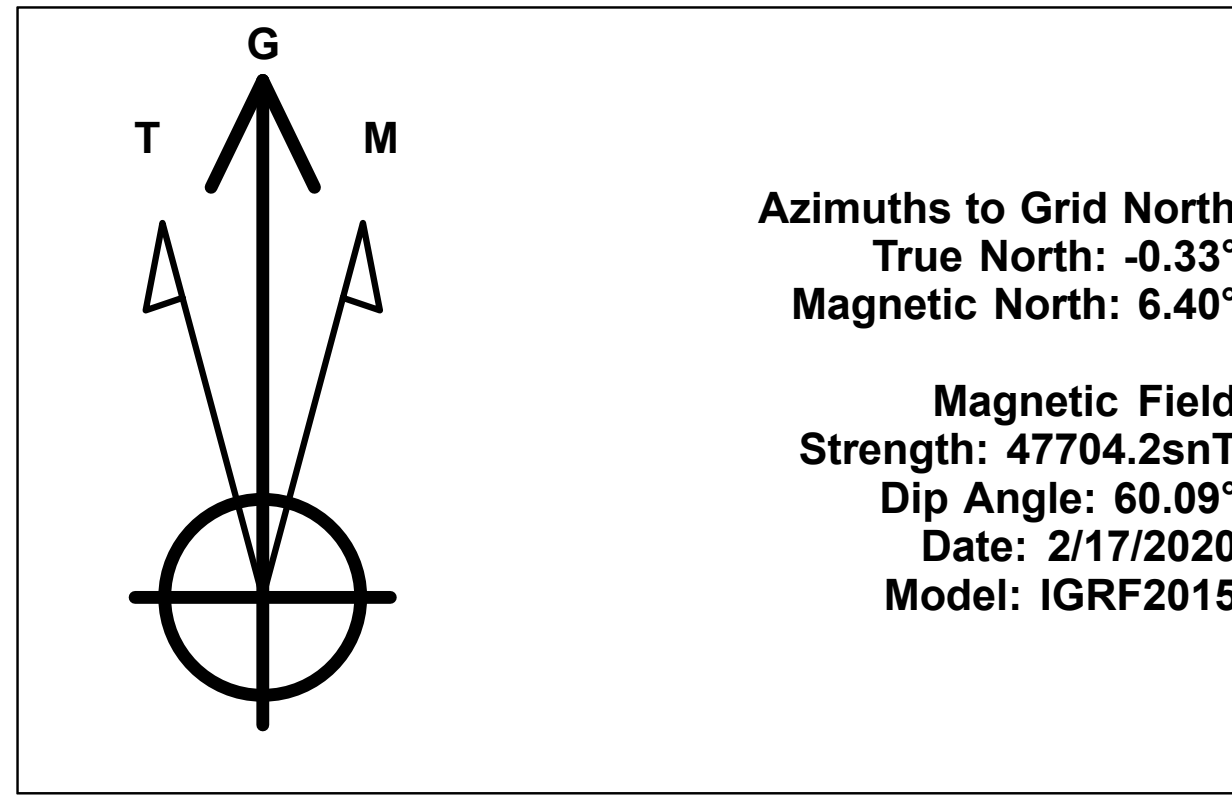 G
T M
Azimuths to Grid North
True North: -0.33°
Magnetic North: 6.40°
Magnetic Field
Strength: 47704.2snT
Dip Angle: 60.09°
Date: 2/17/2020
Model: IGRF2015